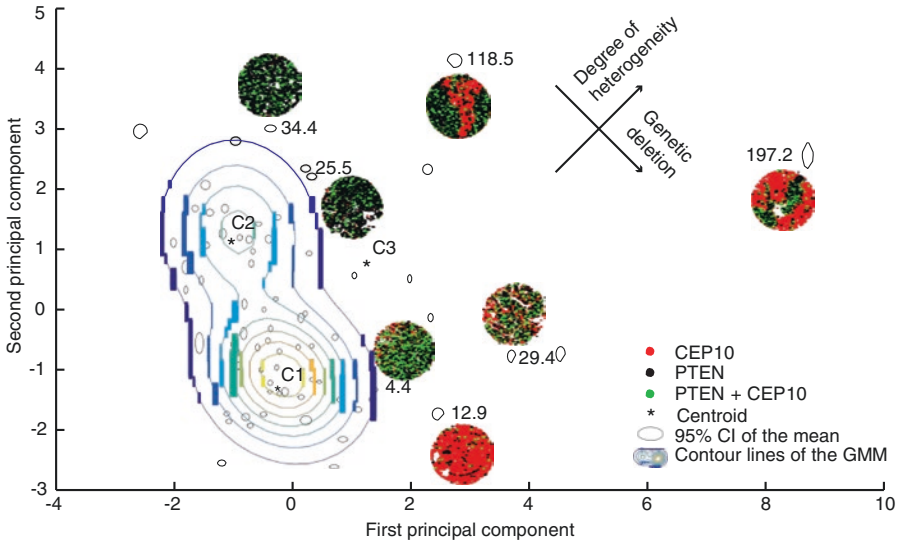 5
4
3
2
1
0
-1
-2
-3
-4
-2
0
2
4
6
8
10
Second principal component
First principal component
118.5
34.4
25.5
197.2
29.4
4.4
12.9
C2
C3
C1
Degree of
heterogeneity
Genetic
deletion
CEP10
PTEN
PTEN + CEP10
* Centroid
95% CI of the mean
Contour lines of the GMM